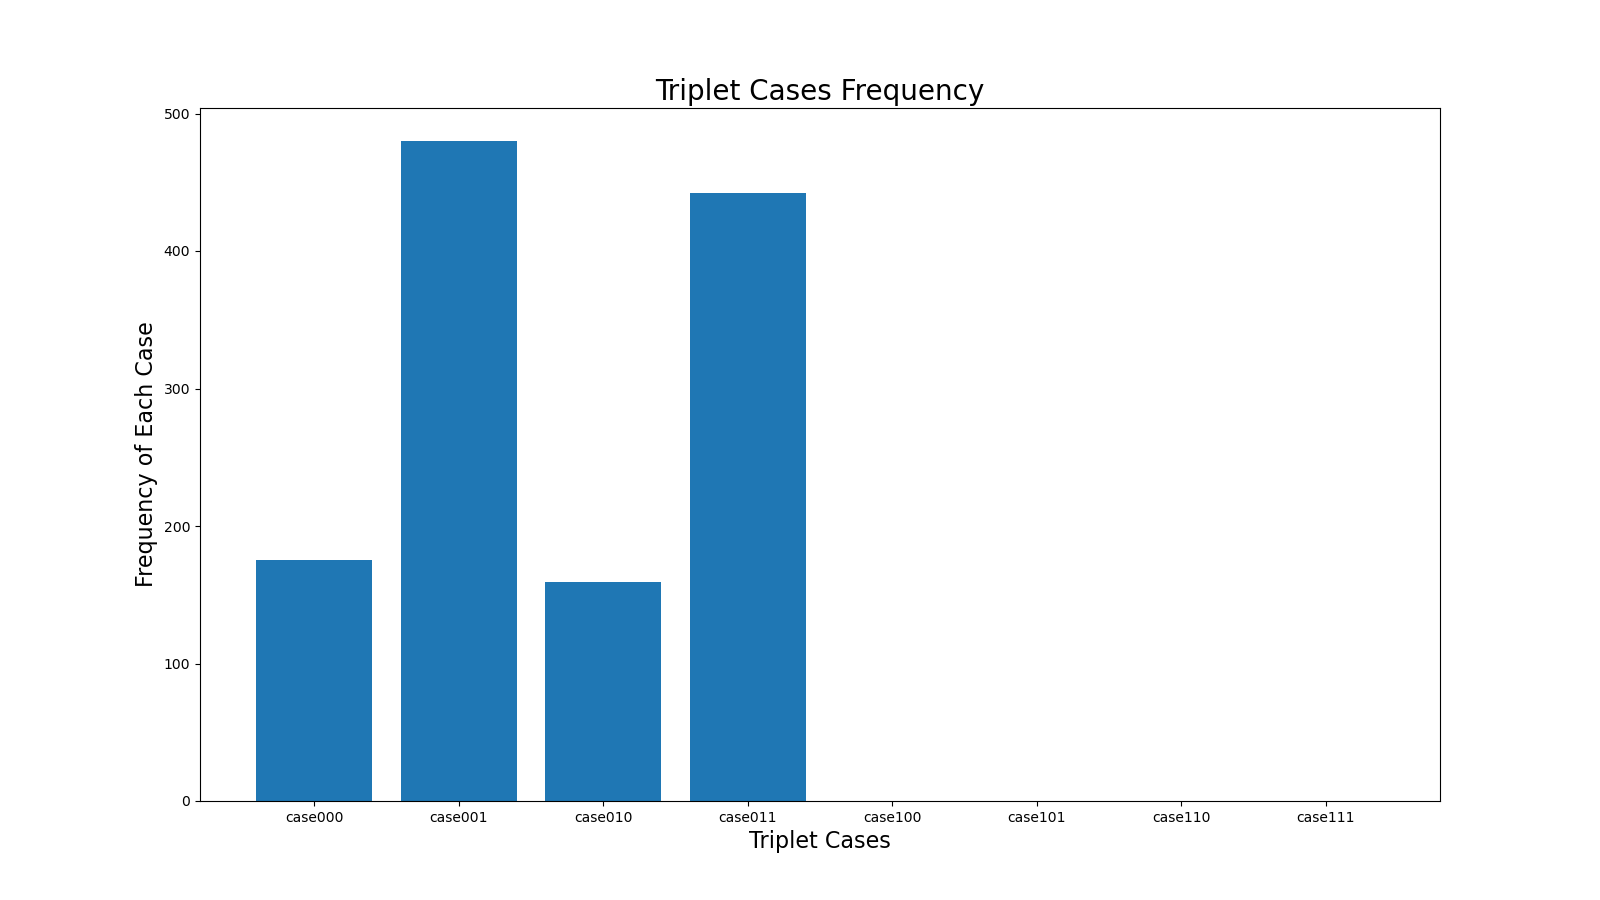 Triplet Cases Frequency
500
400
300
200
100
0
Frequency of Each Case
case000 case001 case010 case011 case100 case101 case110 case111
Triplet Cases